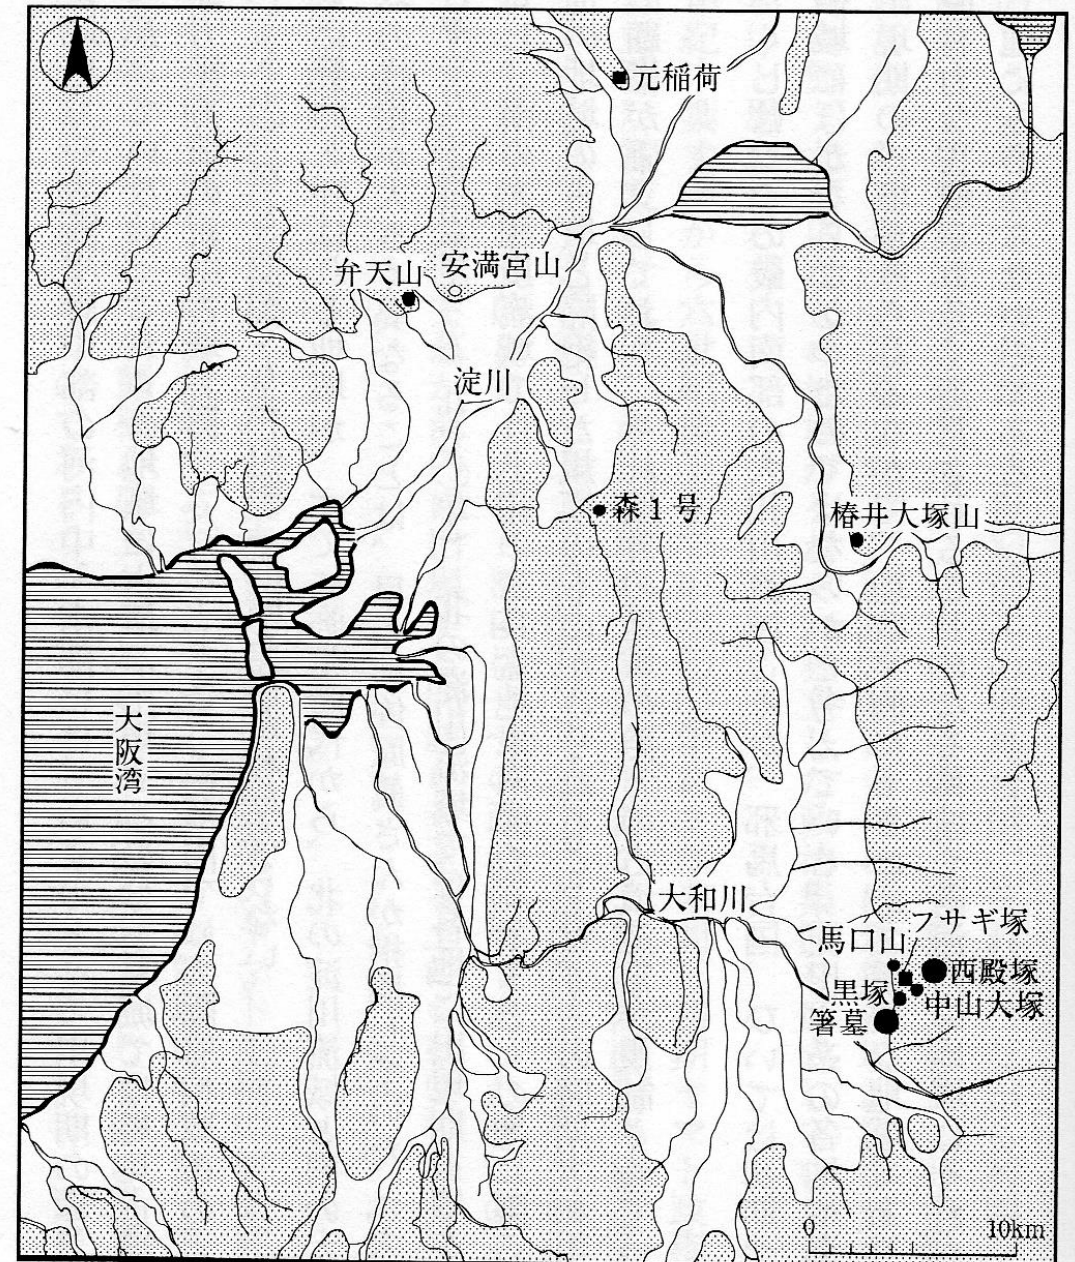 元稲荷
弁天山
安満宮山
淀川
森1号
椿井大塚山
大阪湾
大和川
フサギ塚
馬口山
西殿塚
黒塚
中山大塚
箸墓
0
10km